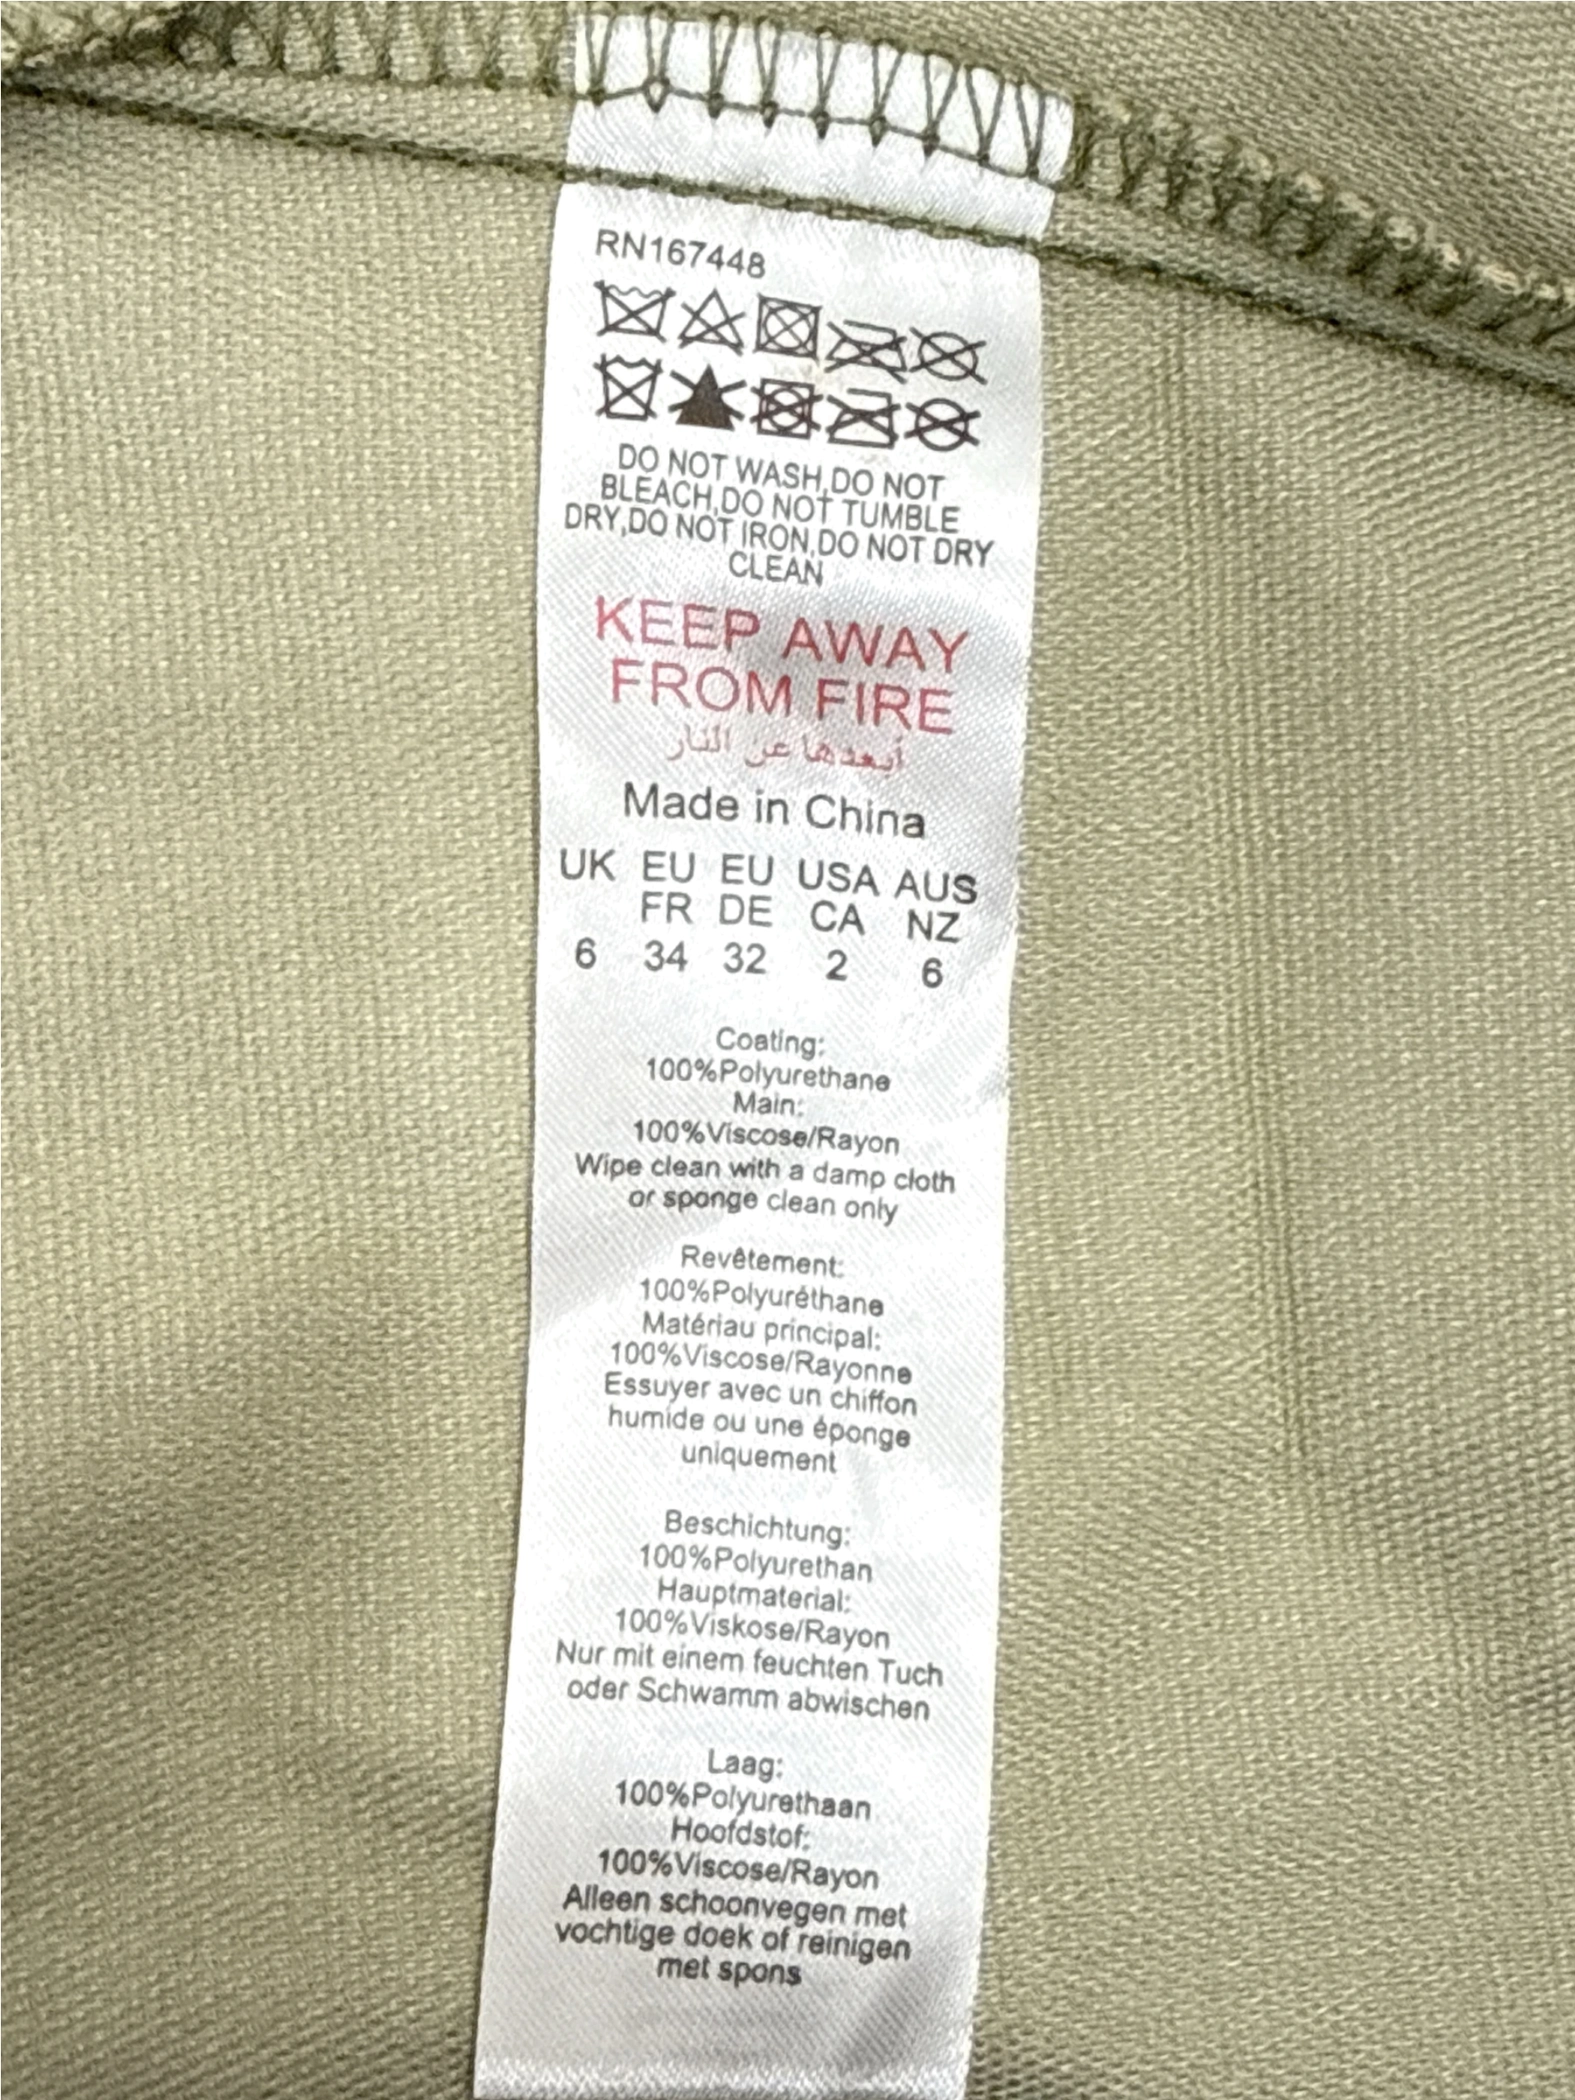 RN167448
DO NOT WASH,DO NOT
BLEACH,DO NOT TUMBLE
DRY,DO NOT IRON,DO NOT DRY
CLEAN
KEEP AWAY
FROM FIRE
أبعدها عن النار
Made in China
UK EU EU USA AUS
FR DE CA NZ
6 34 32 2 6
Coating:
100%Polyurethane
Main:
100%Viscose/Rayon
Wipe clean with a damp cloth
or sponge clean only
Revêtement:
100%Polyuréthane
Matériau principal:
100%Viscose/Rayonne
Essuyer avec un chiffon
humide ou une éponge
uniquement
Beschichtung:
100%Polyurethan
Hauptmaterial:
100%Viskose/Rayon
Nur mit einem feuchten Tuch
oder Schwamm abwischen
Laag:
100%Polyurethaan
Hoofdstof:
100%Viscose/Rayon
Alleen schoonvegen met
vochtige doek of reinigen
met spons